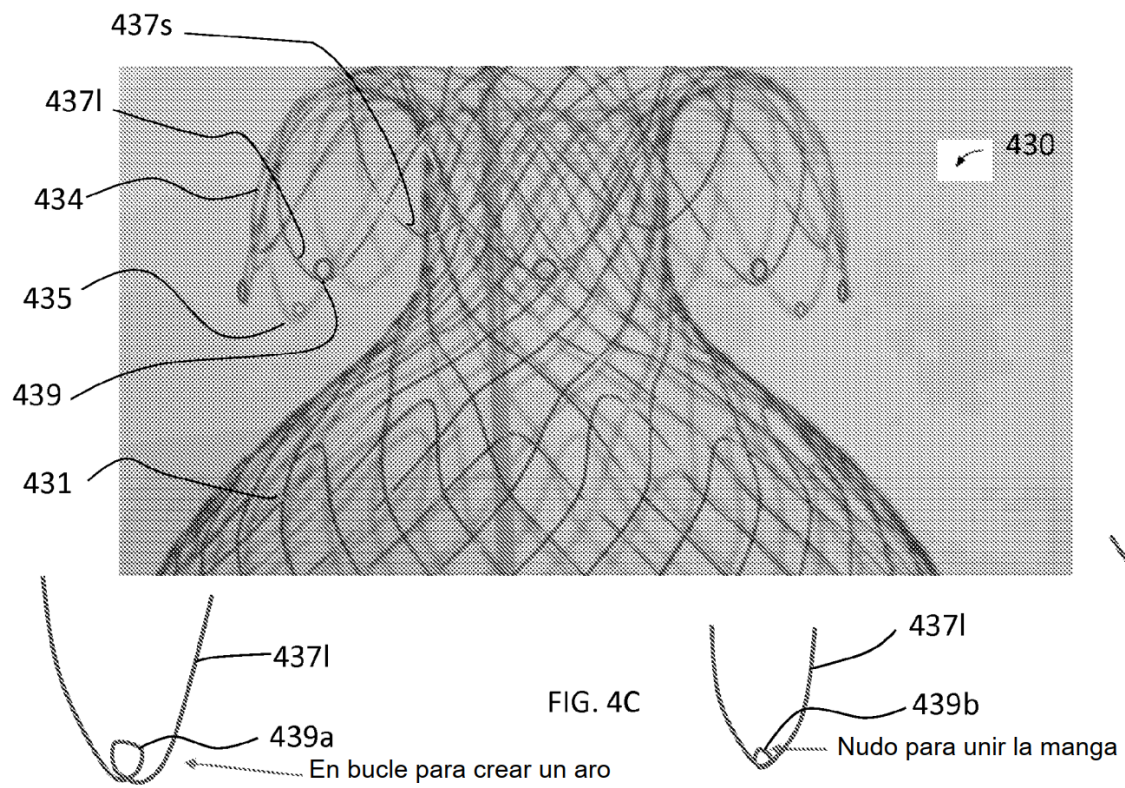 437s
437l
430
434
435
439
431
437l
437l
FIG. 4C
439b
439a
Nudo para unir la manga
En bucle para crear un aro